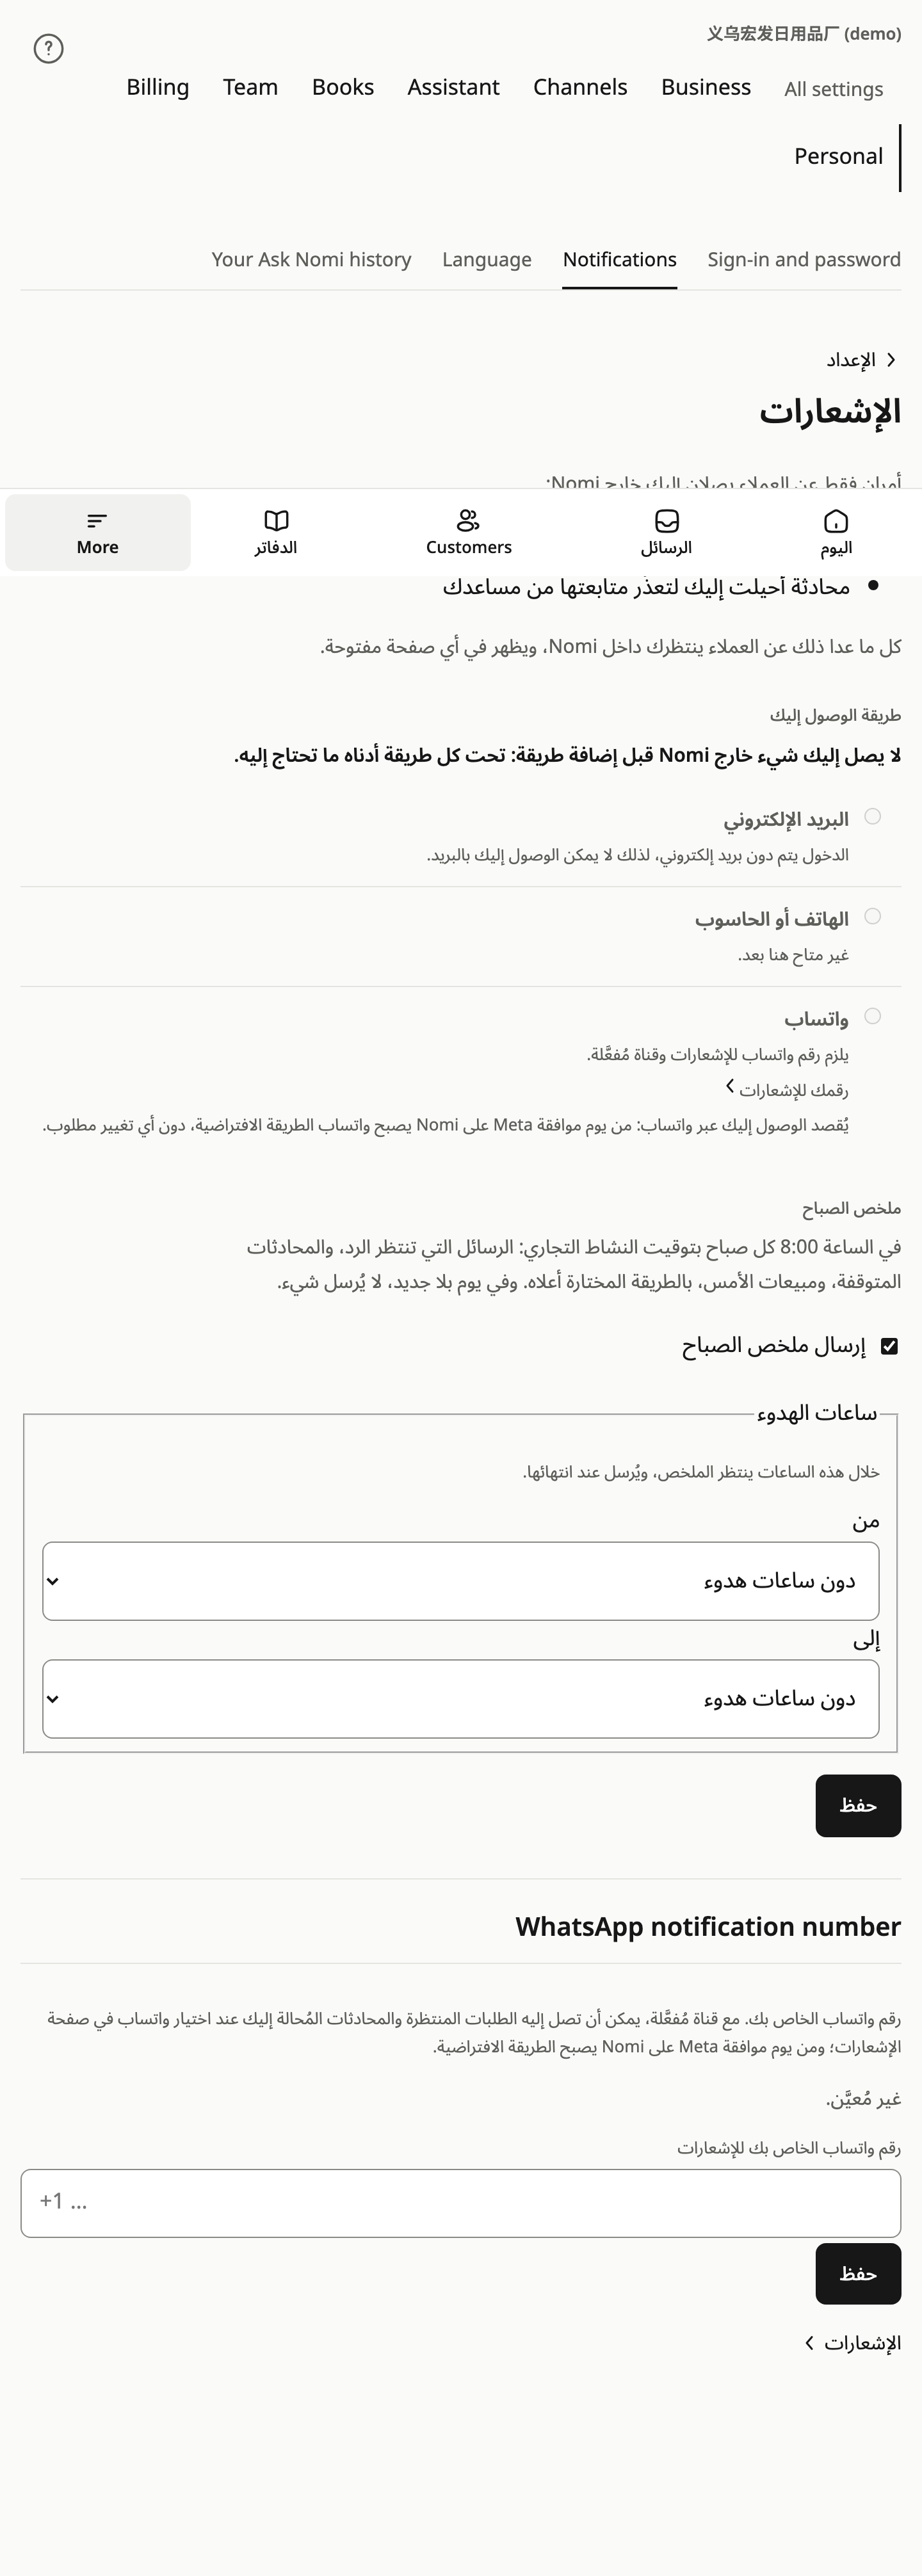 义乌宏发日用品厂 (demo)
All settings
Business
Channels
Assistant
Books
Team
Billing
Personal
Sign-in and password
Notifications
Language
Your Ask Nomi history
الإعداد
الإشعارات
أمران فقط عن العملاء يصلان إليك خارج Nomi:
اليوم
الرسائل
Customers
الدفاتر
More
محادثة أحيلت إليك لتعذّر متابعتها من مساعدك
كل ما عدا ذلك عن العملاء ينتظرك داخل Nomi، ويظهر في أي صفحة مفتوحة.
طريقة الوصول إليك
لا يصل إليك شيء خارج Nomi قبل إضافة طريقة: تحت كل طريقة أدناه ما تحتاج إليه.
البريد الإلكتروني
الدخول يتم دون بريد إلكتروني، لذلك لا يمكن الوصول إليك بالبريد.
الهاتف أو الحاسوب
غير متاح هنا بعد.
واتساب
يلزم رقم واتساب للإشعارات وقناة مُفعَّلة.
رقمك للإشعارات
يُقصد الوصول إليك عبر واتساب: من يوم موافقة Meta على Nomi يصبح واتساب الطريقة الافتراضية، دون أي تغيير مطلوب.
ملخص الصباح
في الساعة 8:00 كل صباح بتوقيت النشاط التجاري: الرسائل التي تنتظر الرد، والمحادثات
المتوقفة، ومبيعات الأمس، بالطريقة المختارة أعلاه. وفي يوم بلا جديد، لا يُرسل شيء.
إرسال ملخص الصباح
ساعات الهدوء
خلال هذه الساعات ينتظر الملخص، ويُرسل عند انتهائها.
من
دون ساعات هدوء
إلى
دون ساعات هدوء
حفظ
WhatsApp notification number
رقم واتساب الخاص بك. مع قناة مُفعَّلة، يمكن أن تصل إليه الطلبات المنتظرة والمحادثات المُحالة إليك عند اختيار واتساب في صفحة
الإشعارات؛ ومن يوم موافقة Meta على Nomi يصبح الطريقة الافتراضية.
غير مُعيَّن.
رقم واتساب الخاص بك للإشعارات
+1 ...
حفظ
الإشعارات